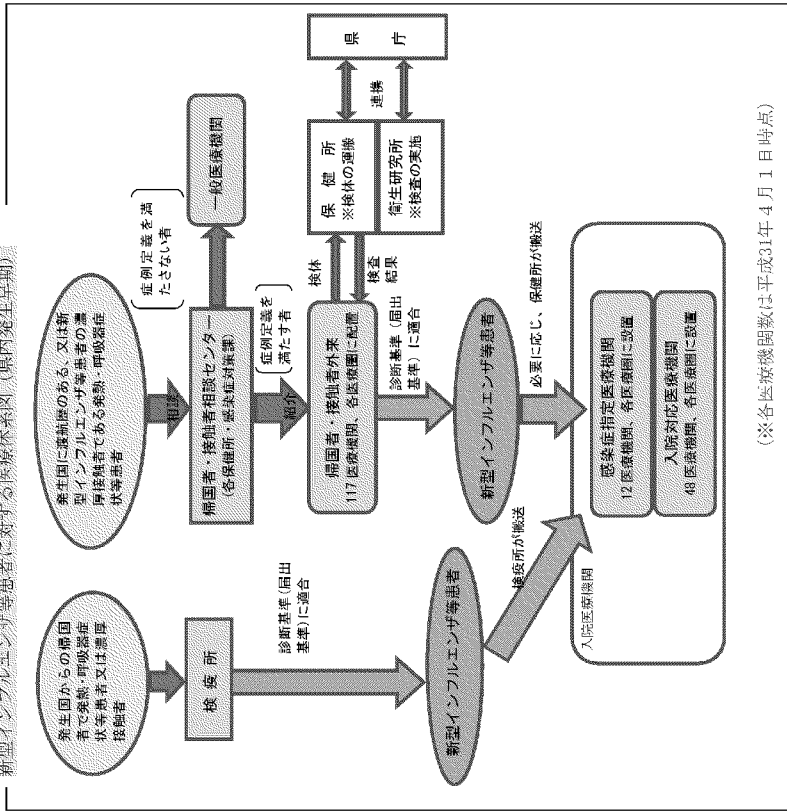 新型インフルエンザ等患者に対する医療体系図（県内発生早期）
発生国からの帰国
者で発熱・呼吸器症
状等患者又は濃厚
接触者
検 疫 所
診断基準（届出
基準）に適合
新型インフルエンザ等患者
検疫所が搬送
発生国に渡航歴のある、又は新
型インフルエンザ等患者の濃
厚接触者である発熱・呼吸器症
状等患者
相談
帰国者・接触者相談センター
（各保健所・感染症対策課）
症例定義を満
たさない者
一般医療機関
紹介
症例定義を
満たす者
帰国者・接触者外来
117 医療機関、各医療圏に配置
検体
検査
結果
保 健 所
※検体の運搬
衛生研究所
※検査の実施
連携
県 庁
診断基準（届出
基準）に適合
新型インフルエンザ等患者
必要に応じ、保健所が搬送
入院医療機関
感染症指定医療機関
12 医療機関、各医療圏に設置
入院対応医療機関
48 医療機関、各医療圏に設置
（※各医療機関数は平成31年４月１日時点）